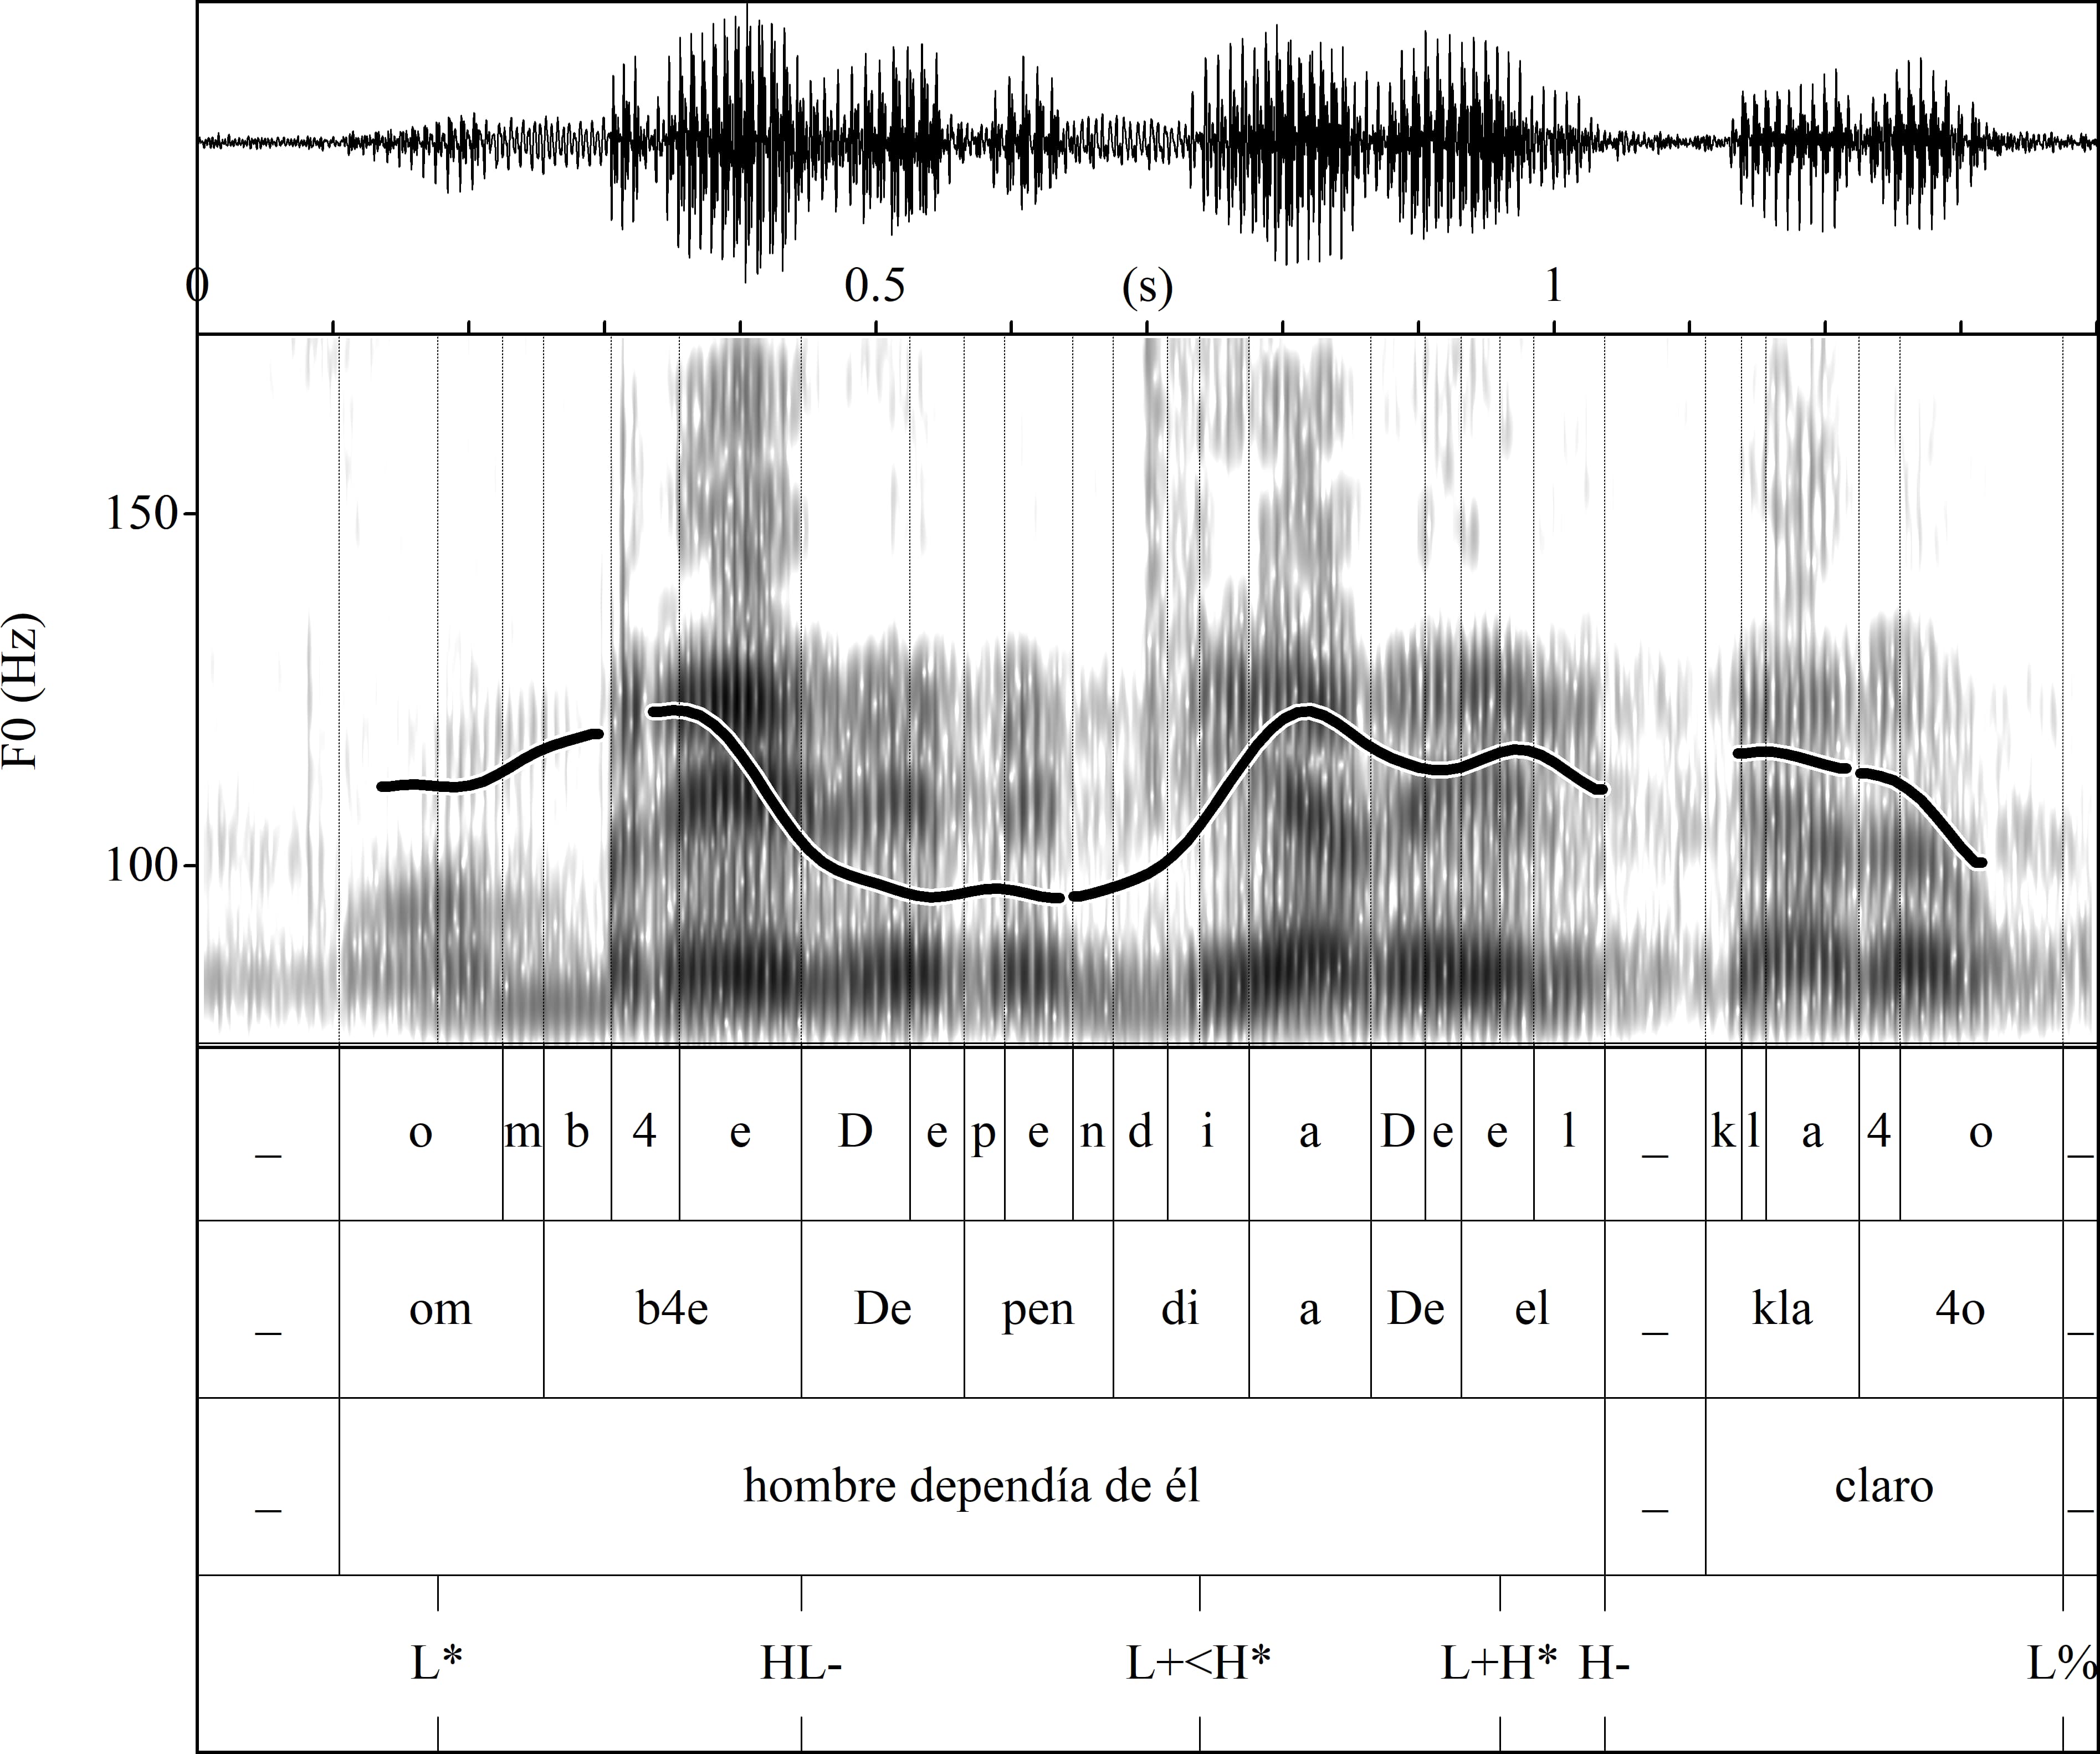 0 0.5 (s) 1
150
100
F0 (Hz)
_ o m b 4 e D e p e n d i a D e e l _ k l a 4 o _
_ om b4e De pen di a De el _ kla 4o _
_ hombre dependía de él _ claro _
L* HL- L+<H* L+H* H- L%